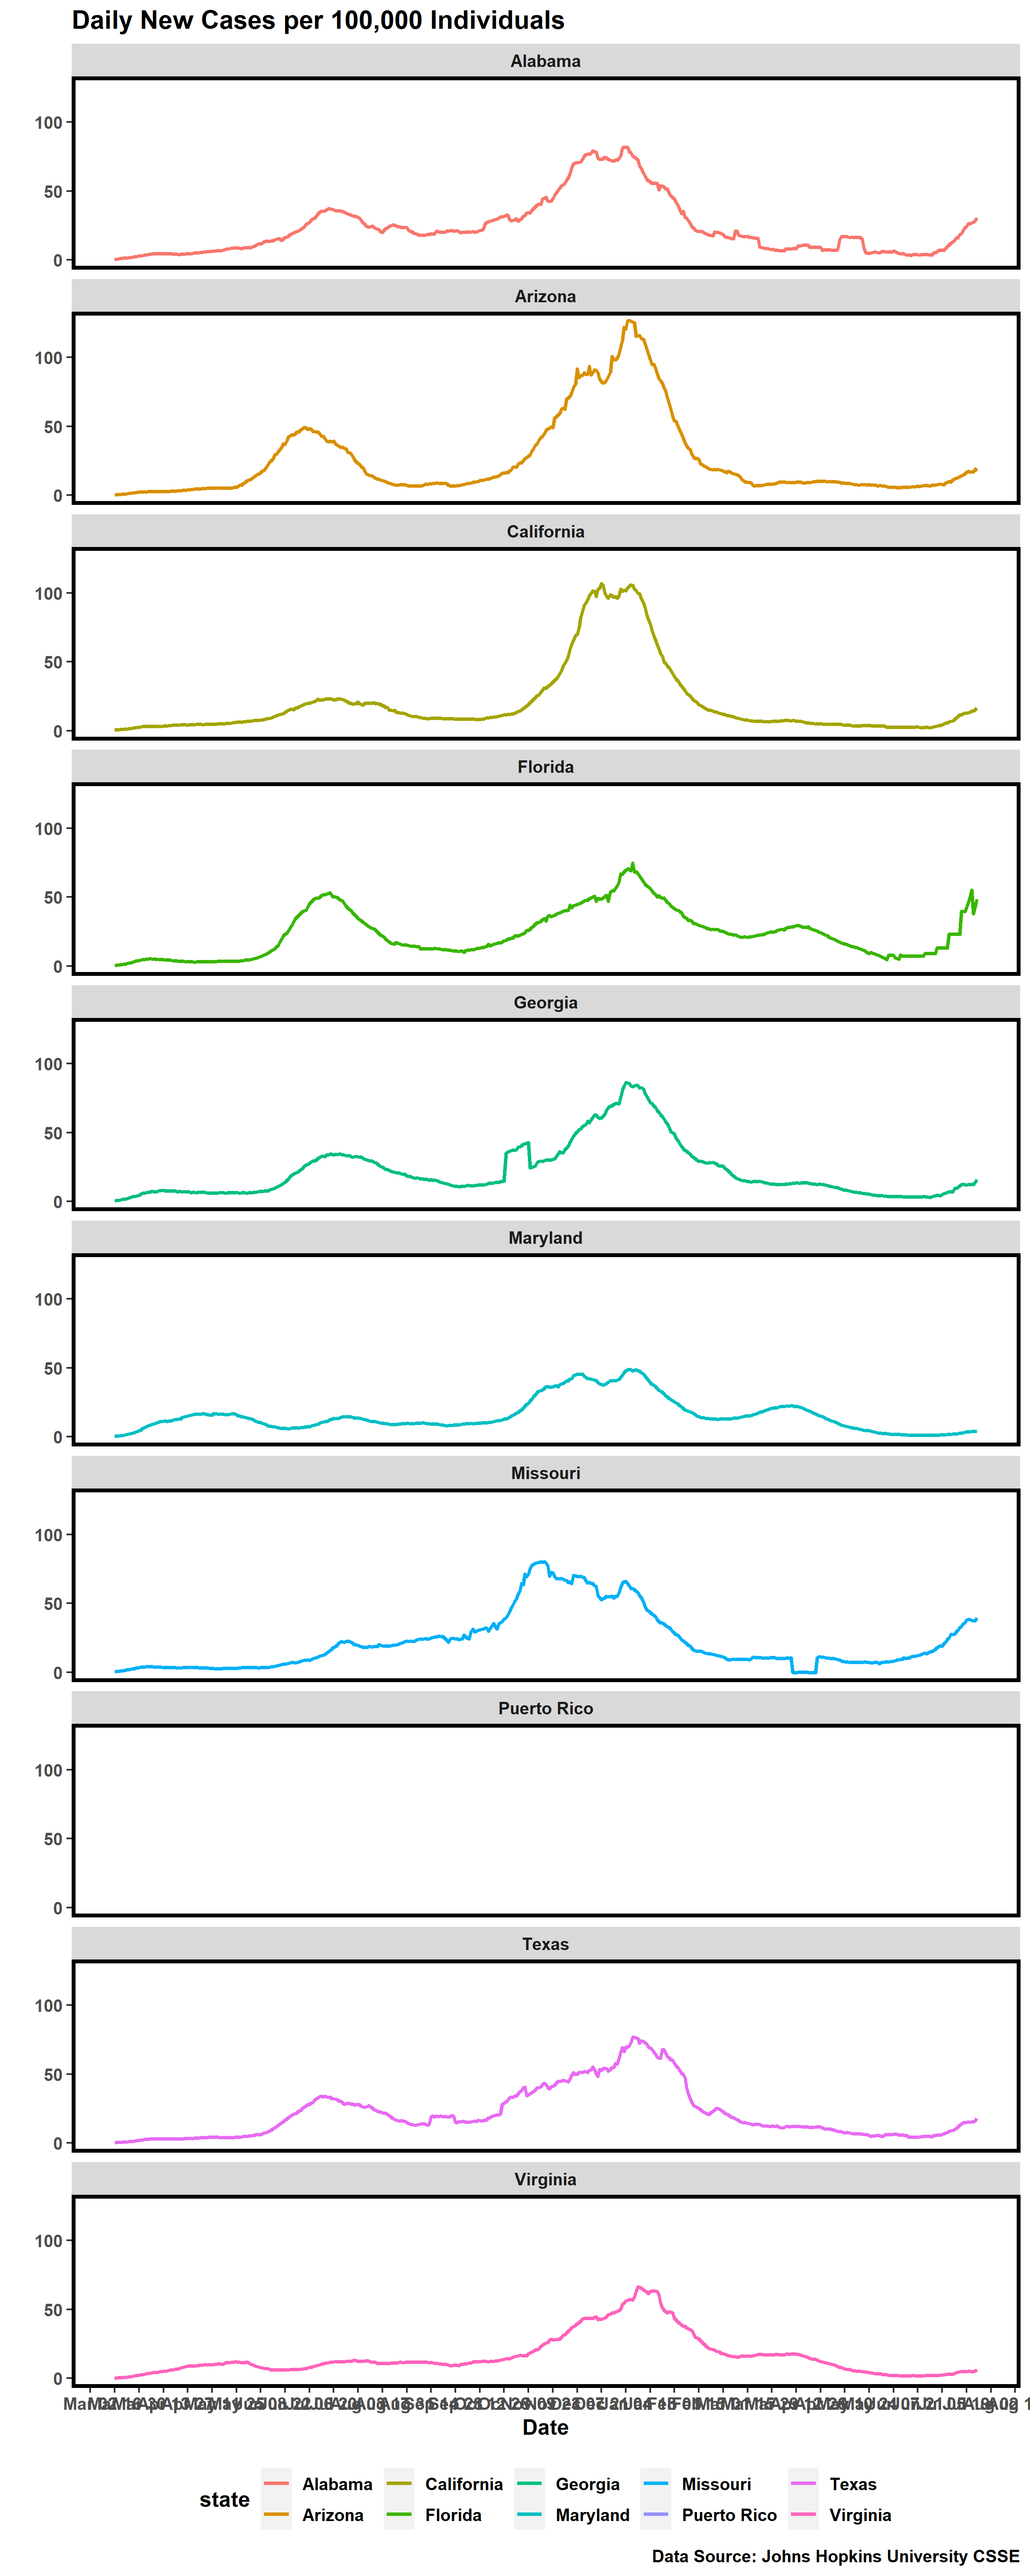 Daily New Cases per 100,000 Individuals
Alabama
100
50
0
Arizona
100
50
0
California
100
50
0
Florida
100
50
0
Georgia
100
50
0
Maryland
100
50
0
Missouri
100
50
0
Puerto Rico
100
50
0
Texas
100
50
0
Virginia
100
50
0
Date
state
Alabama California Georgia Missouri Texas
Arizona Florida Maryland Puerto Rico Virginia
Data Source: Johns Hopkins University CSSE